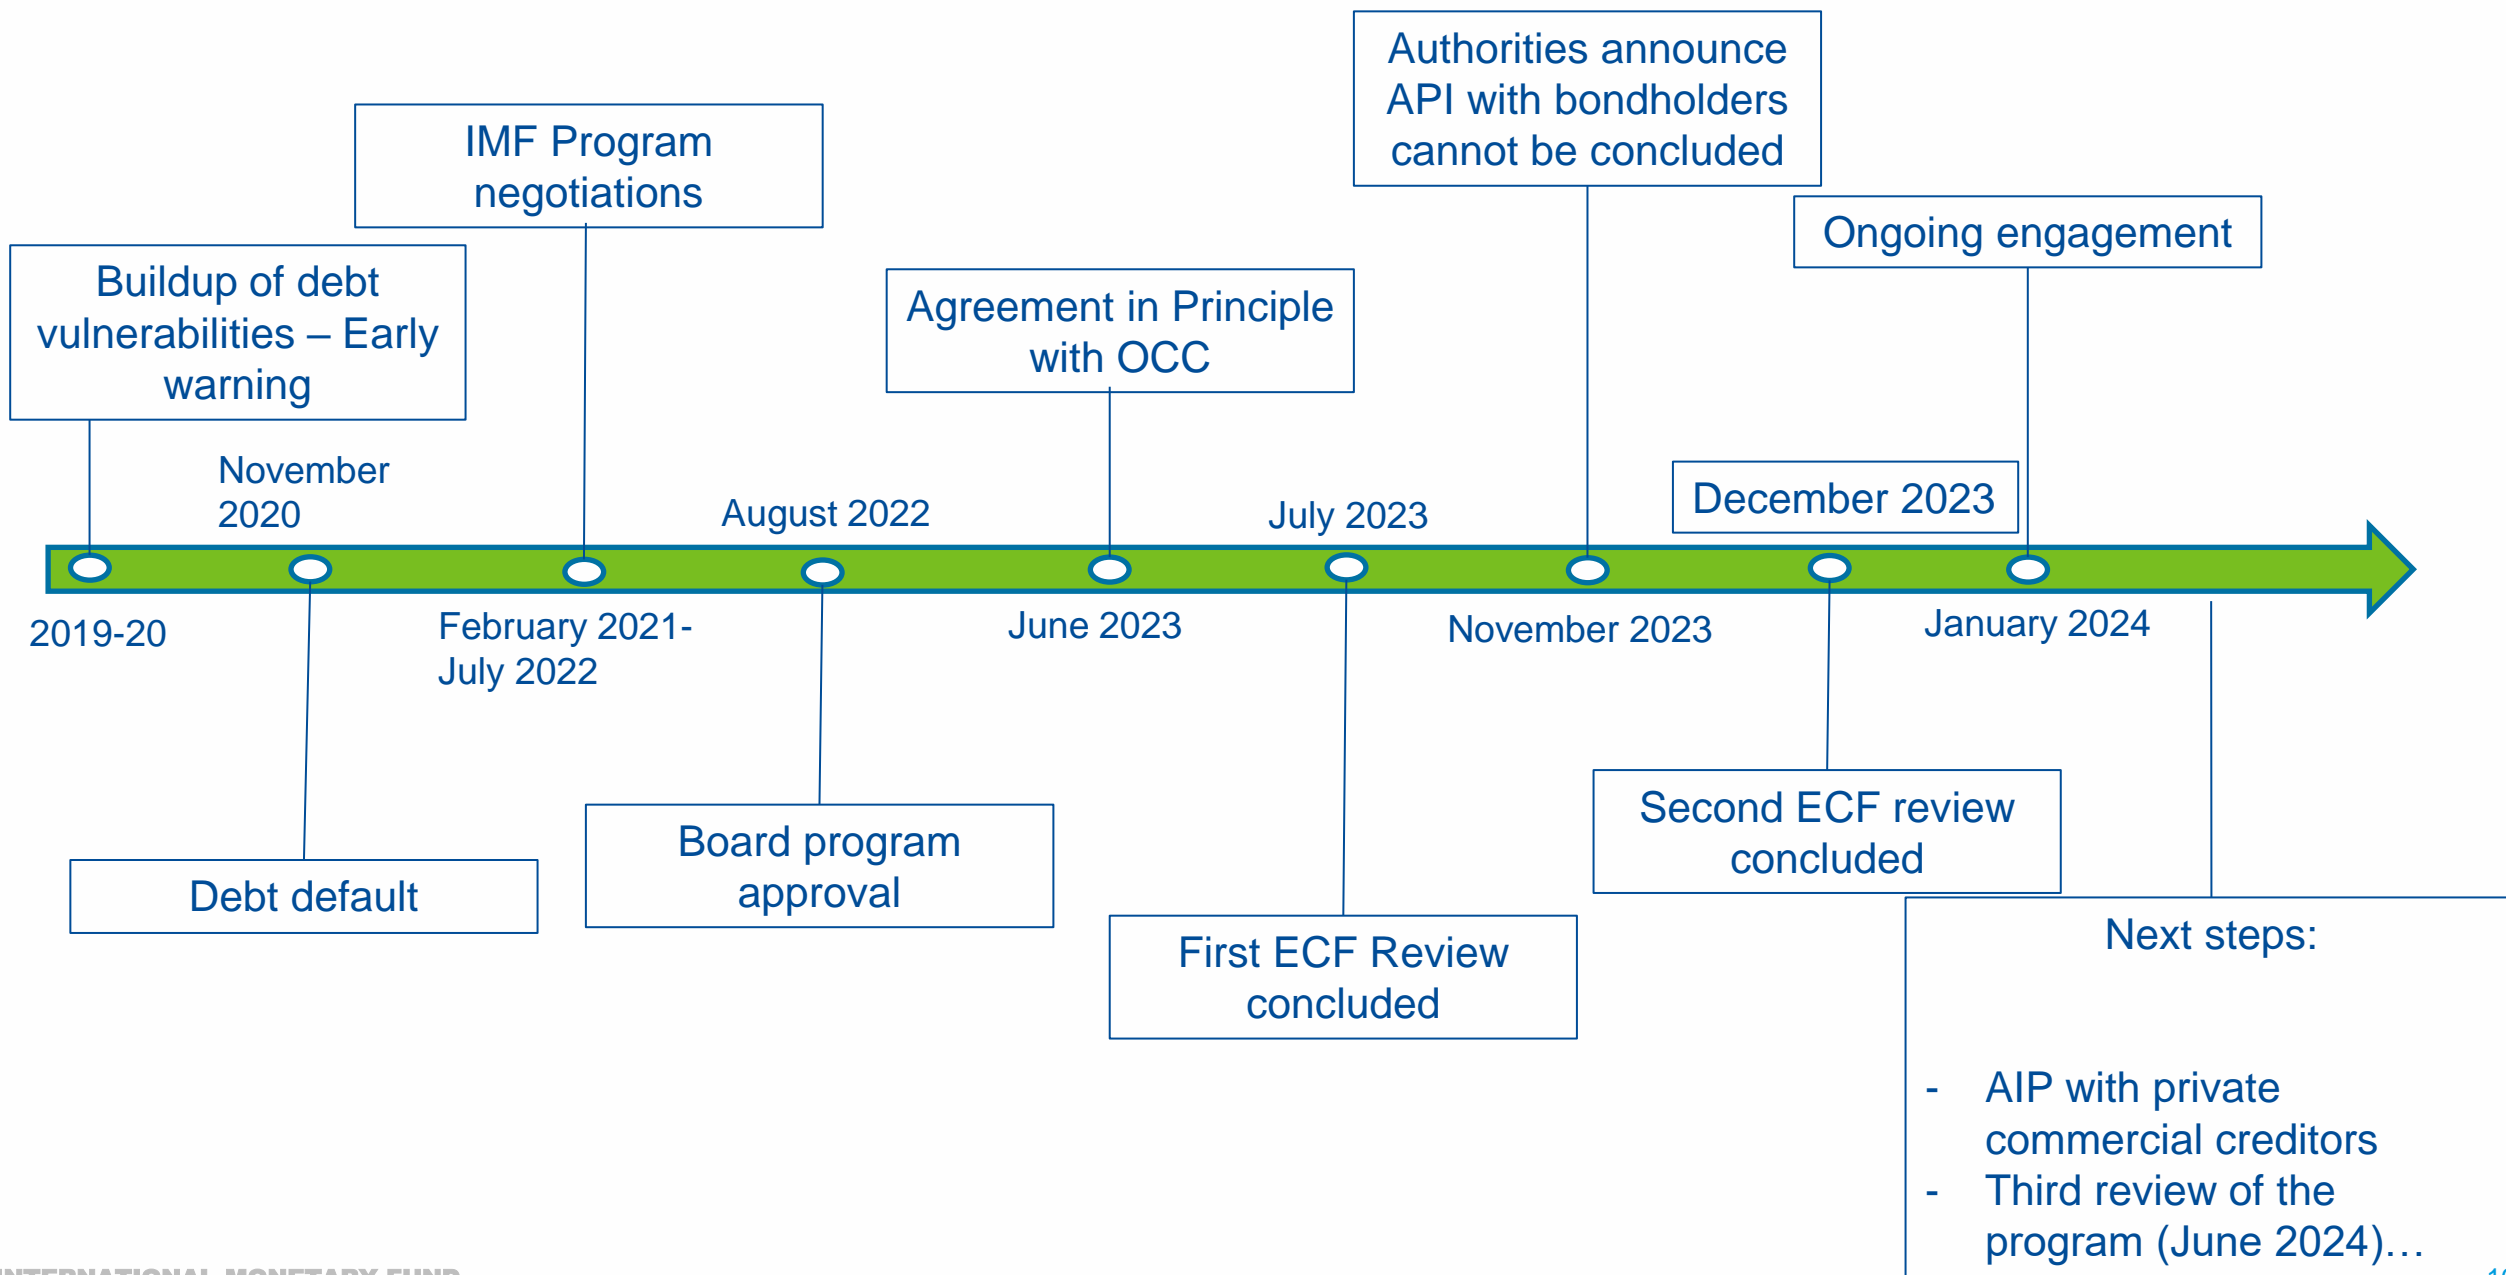 Authorities announce
API with bondholders
cannot be concluded
IMF Program
negotiations
Ongoing engagement
Buildup of debt
vulnerabilities – Early
warning
Agreement in Principle
with OCC
November
2020
August 2022
July 2023
December 2023
2019-20
February 2021-
July 2022
June 2023
November 2023
January 2024
Debt default
Board program
approval
First ECF Review
concluded
Second ECF review
concluded
Next steps:
- AIP with private
commercial creditors
- Third review of the
program (June 2024)…
INTERNATIONAL MONETARY FUND